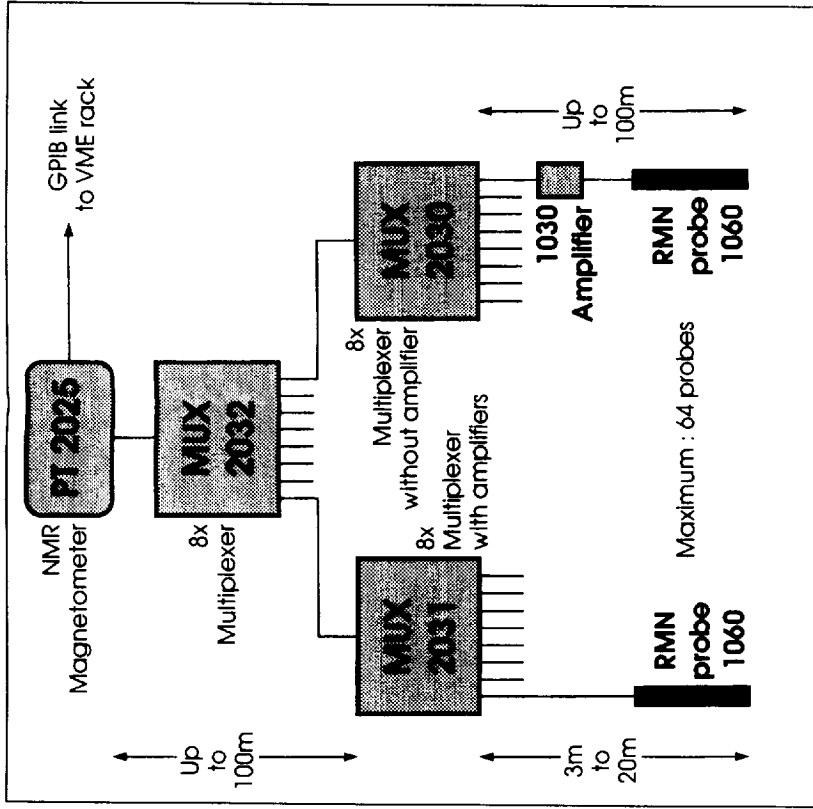 NMR
Magnetometer
PT 2025
GPIB link
to VME rack
8x
Multiplexer
MUX
2032
Up
to
100m
8x
Multiplexer
without amplifier
MUX
2030
MUX
2031
8x
Multiplexer
with amplifiers
1030
Amplifier
Up
to
100m
3m
to
20m
RMN
probe
1060
Maximum : 64 probes
RMN
probe
1060